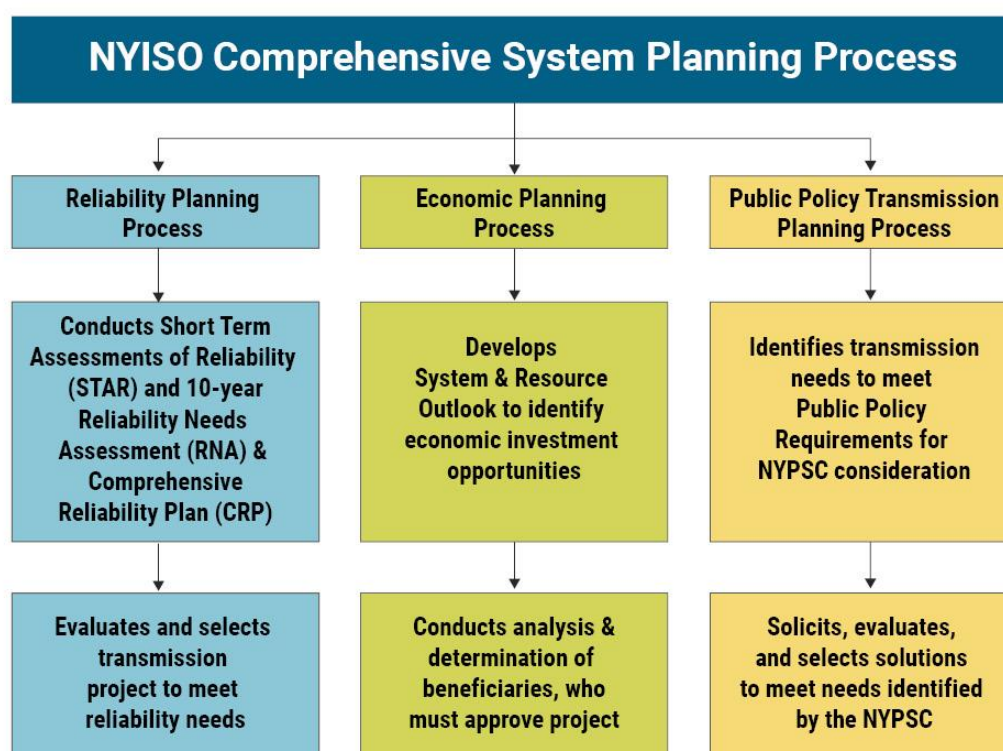 NYISO Comprehensive System Planning Process
Reliability Planning
Process
Conducts Short Term
Assessments of Reliability
(STAR) and 10-year
Reliability Needs
Assessment (RNA) &
Comprehensive
Reliability Plan (CRP)
Evaluates and selects
transmission
project to meet
reliability needs
Economic Planning
Process
Develops
System & Resource
Outlook to identify
economic investment
opportunities
Conducts analysis &
determination of
beneficiaries, who
must approve project
Public Policy Transmission
Planning Process
Identifies transmission
needs to meet
Public Policy
Requirements for
NYPSC consideration
Solicits, evaluates,
and selects solutions
to meet needs identified
by the NYPSC